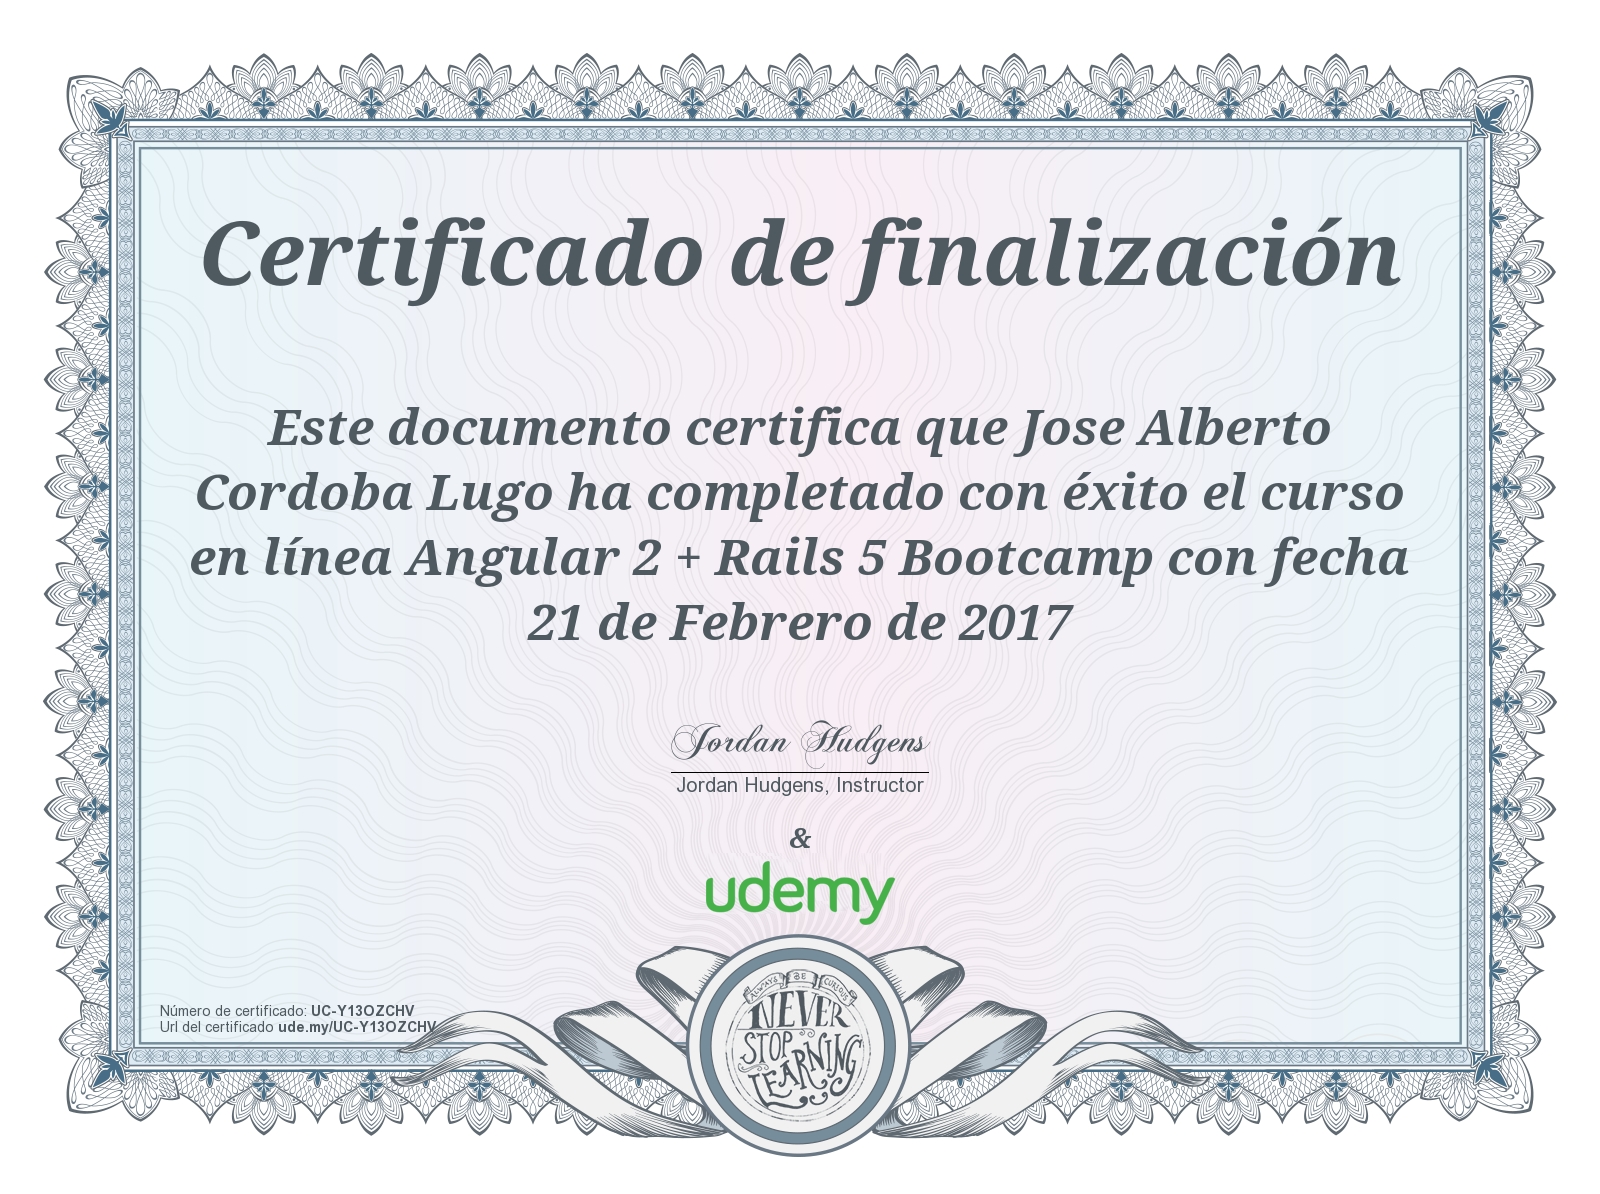 Certificado de finalización
Este documento certifica que Jose Alberto
Cordoba Lugo ha completado con éxito el curso
en línea Angular 2 + Rails 5 Bootcamp con fecha
21 de Febrero de 2017
Jordan Hudgens
Jordan Hudgens, Instructor
&
udemy
Número de certificado: UC-Y13OZCHV
Url del certificado ude.my/UC-Y13OZCHV
ALWAYS BE CURIOUS
NEVER
STOP
LEARNING